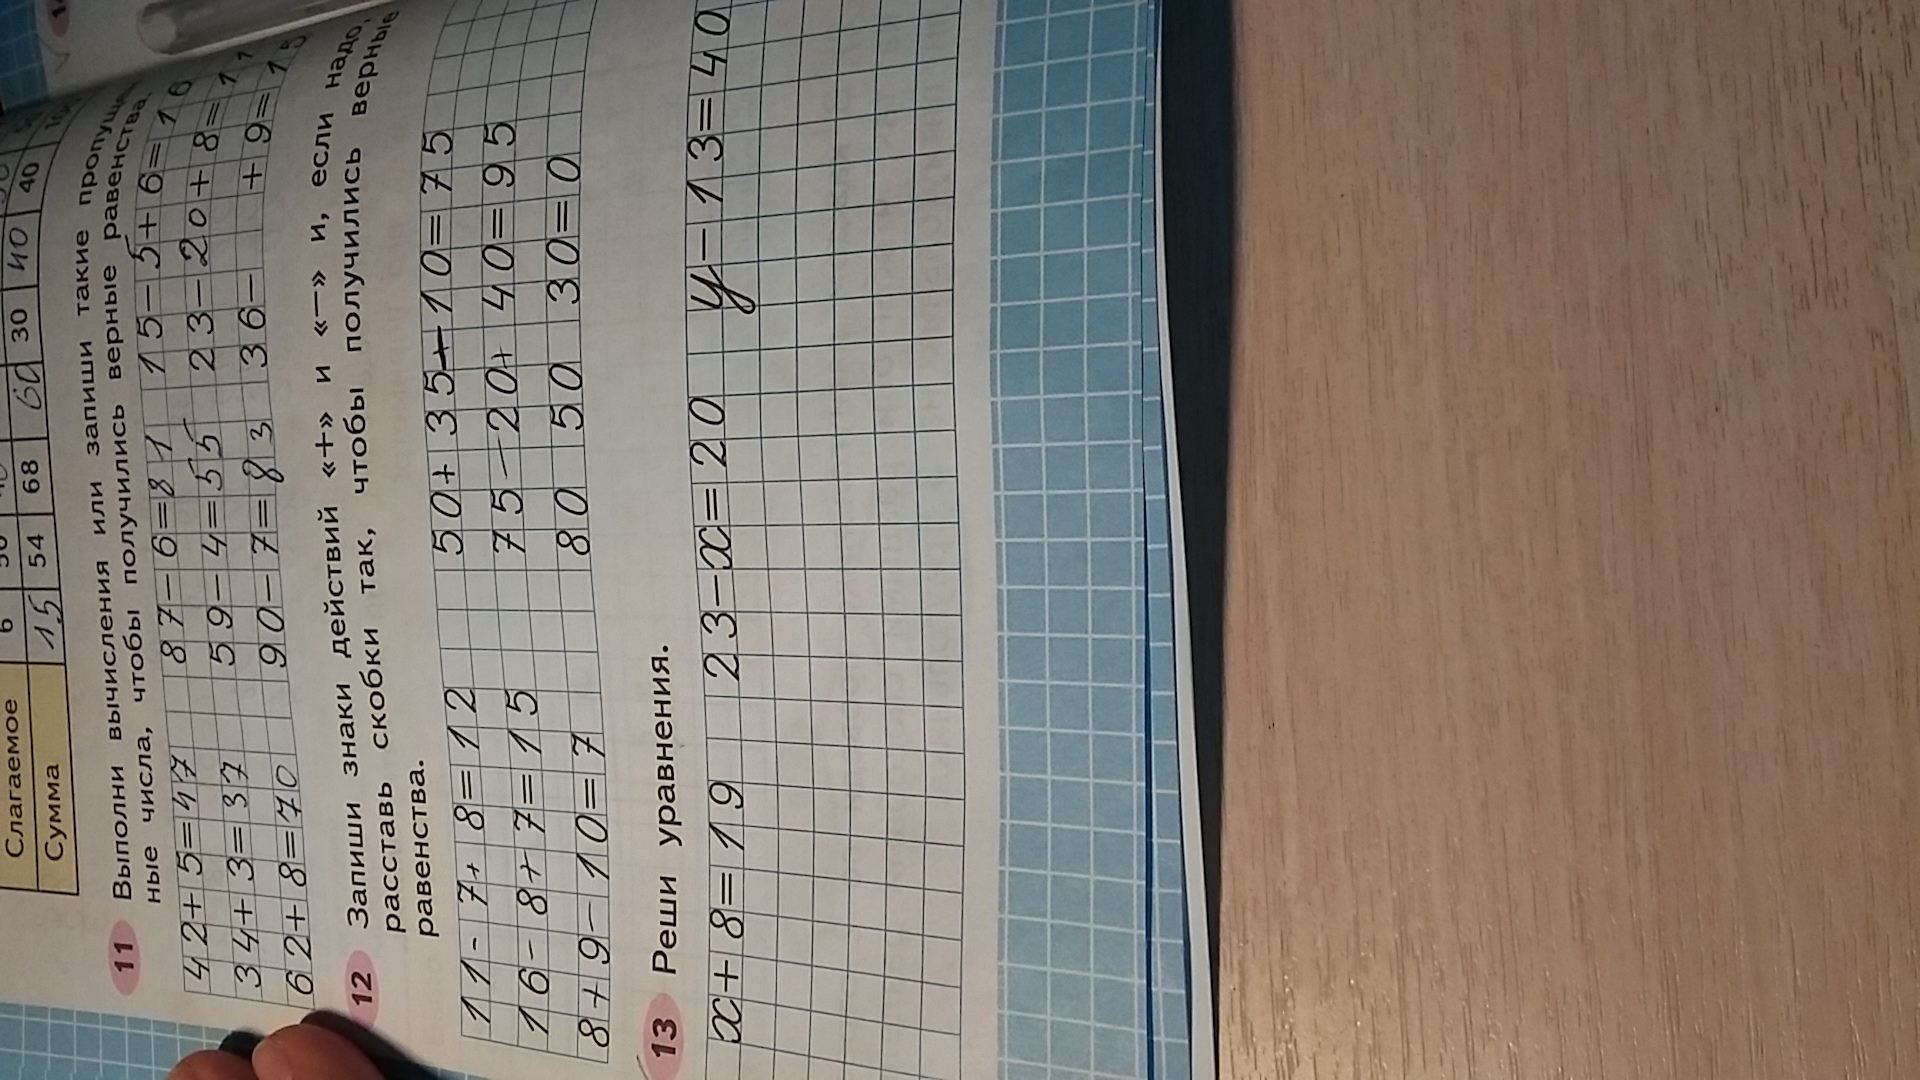 Слагаемое 6
Сумма 15 54 68 60 30 40 40
11 Выполни вычисления или запиши такие
ные числа, чтобы получились верные равенства.
42+5=47 87-6=81 15-5+6=16
34+3=37 59-4=55 23-20+8=11
62+8=70 90-7=83 36- +9=15
12 Запиши знаки действий «+» и «−» и, если надо,
расставь скобки так, чтобы получились верные
равенства.
11-7+8=12 50+35-10=75
16-8+7=15 75-20+40=95
8+9-10=7 80 50 30=0
13 Реши уравнения.
x+8=19 23-x=20 y-13=40